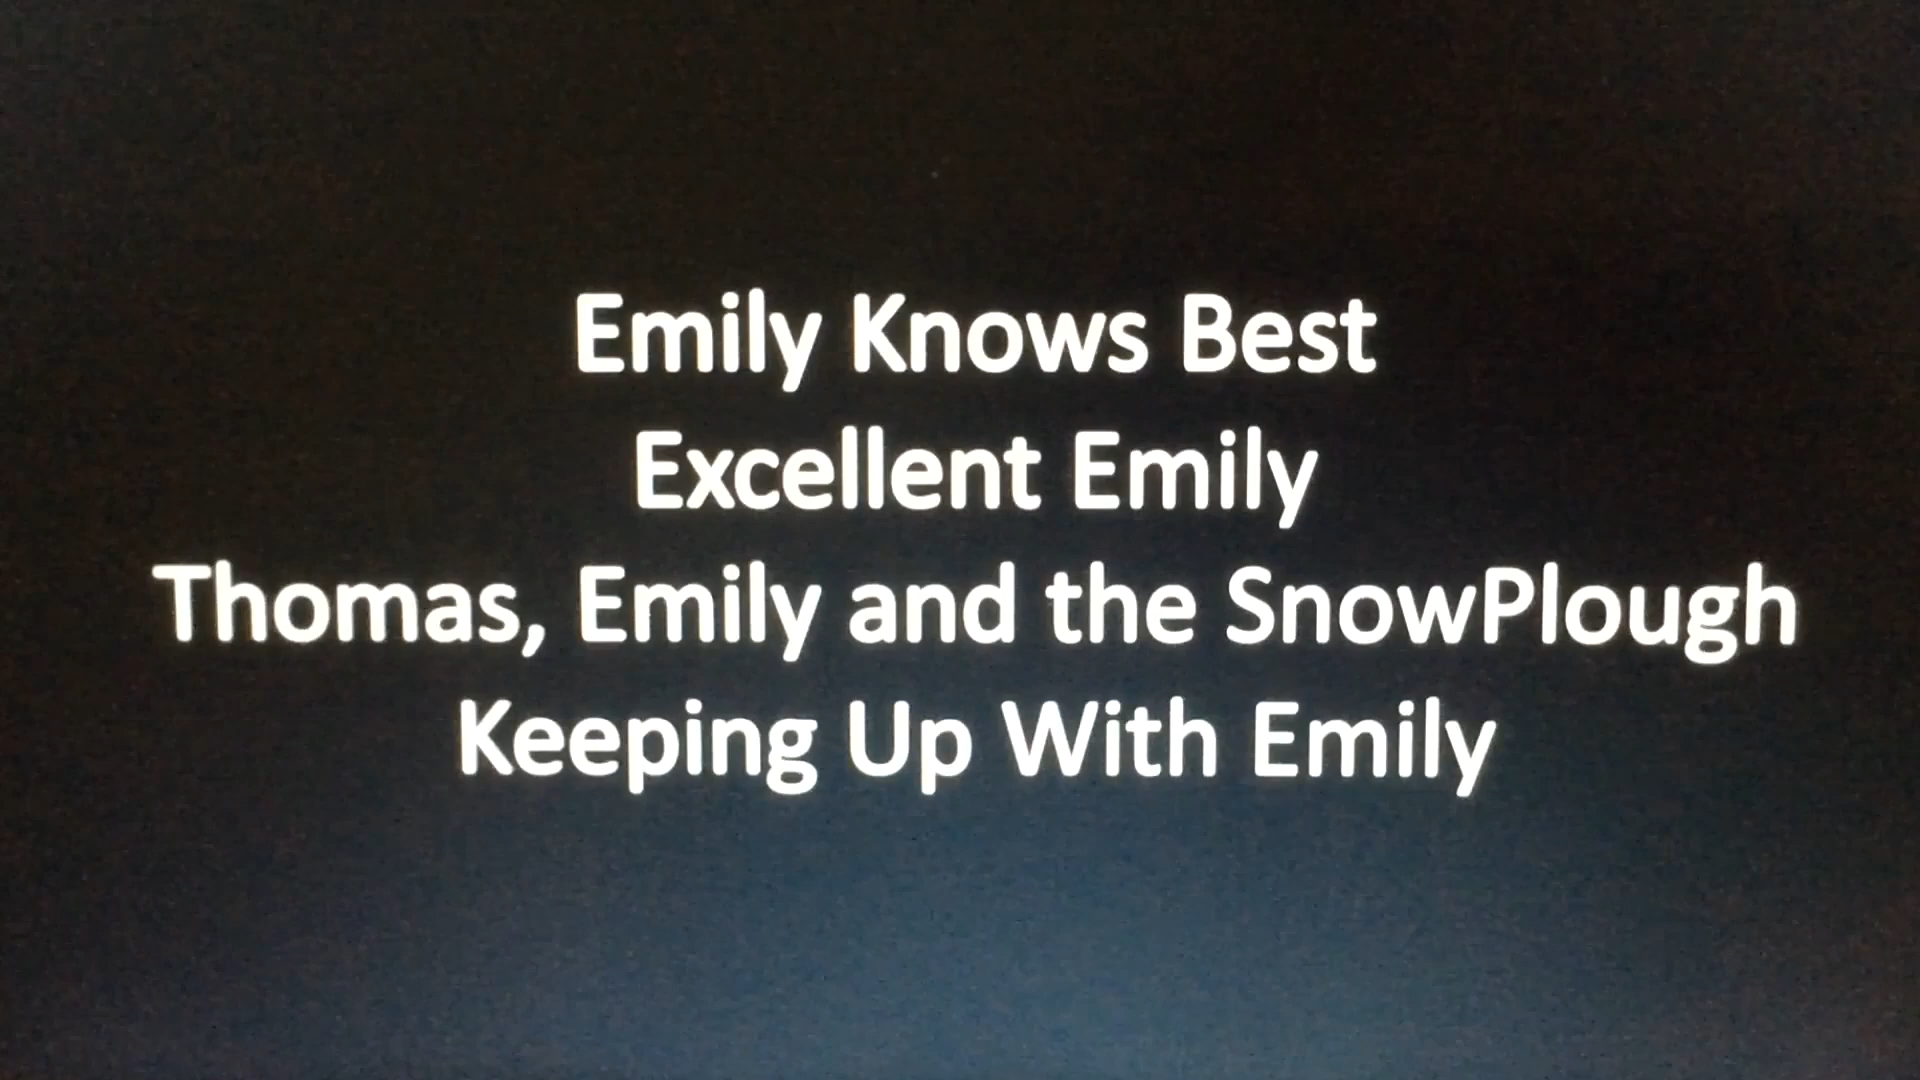 Emily Knows Best
Excellent Emily
Thomas, Emily and the SnowPlough
Keeping Up With Emily